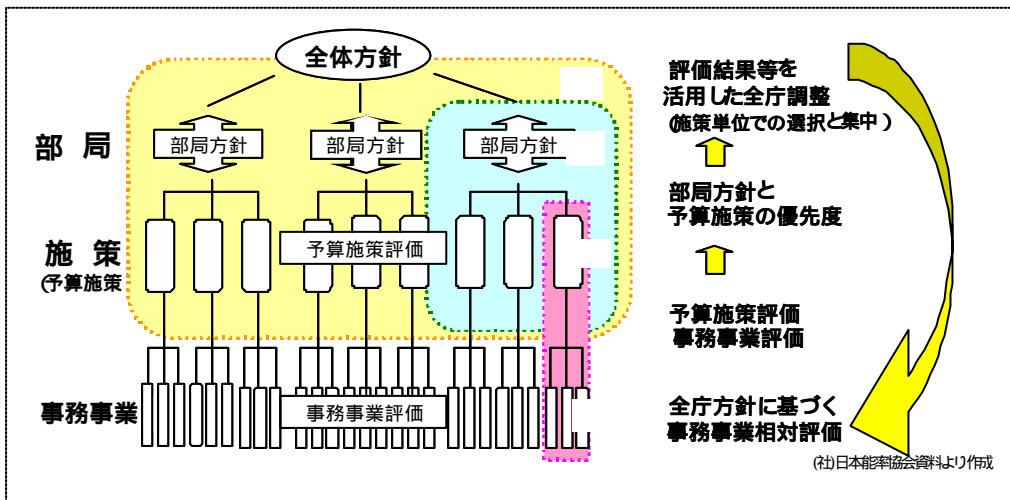 全体方針
部 局
部局方針
部局方針
部局方針
施 策
(予算施策
予算施策評価
事務事業
事務事業評価
評価結果等を
活用した全庁調整
(施策単位での選択と集中)
部局方針と
予算施策の優先度
予算施策評価
事務事業評価
全庁方針に基づく
事務事業相対評価
(社)日本能率協会資料より作成